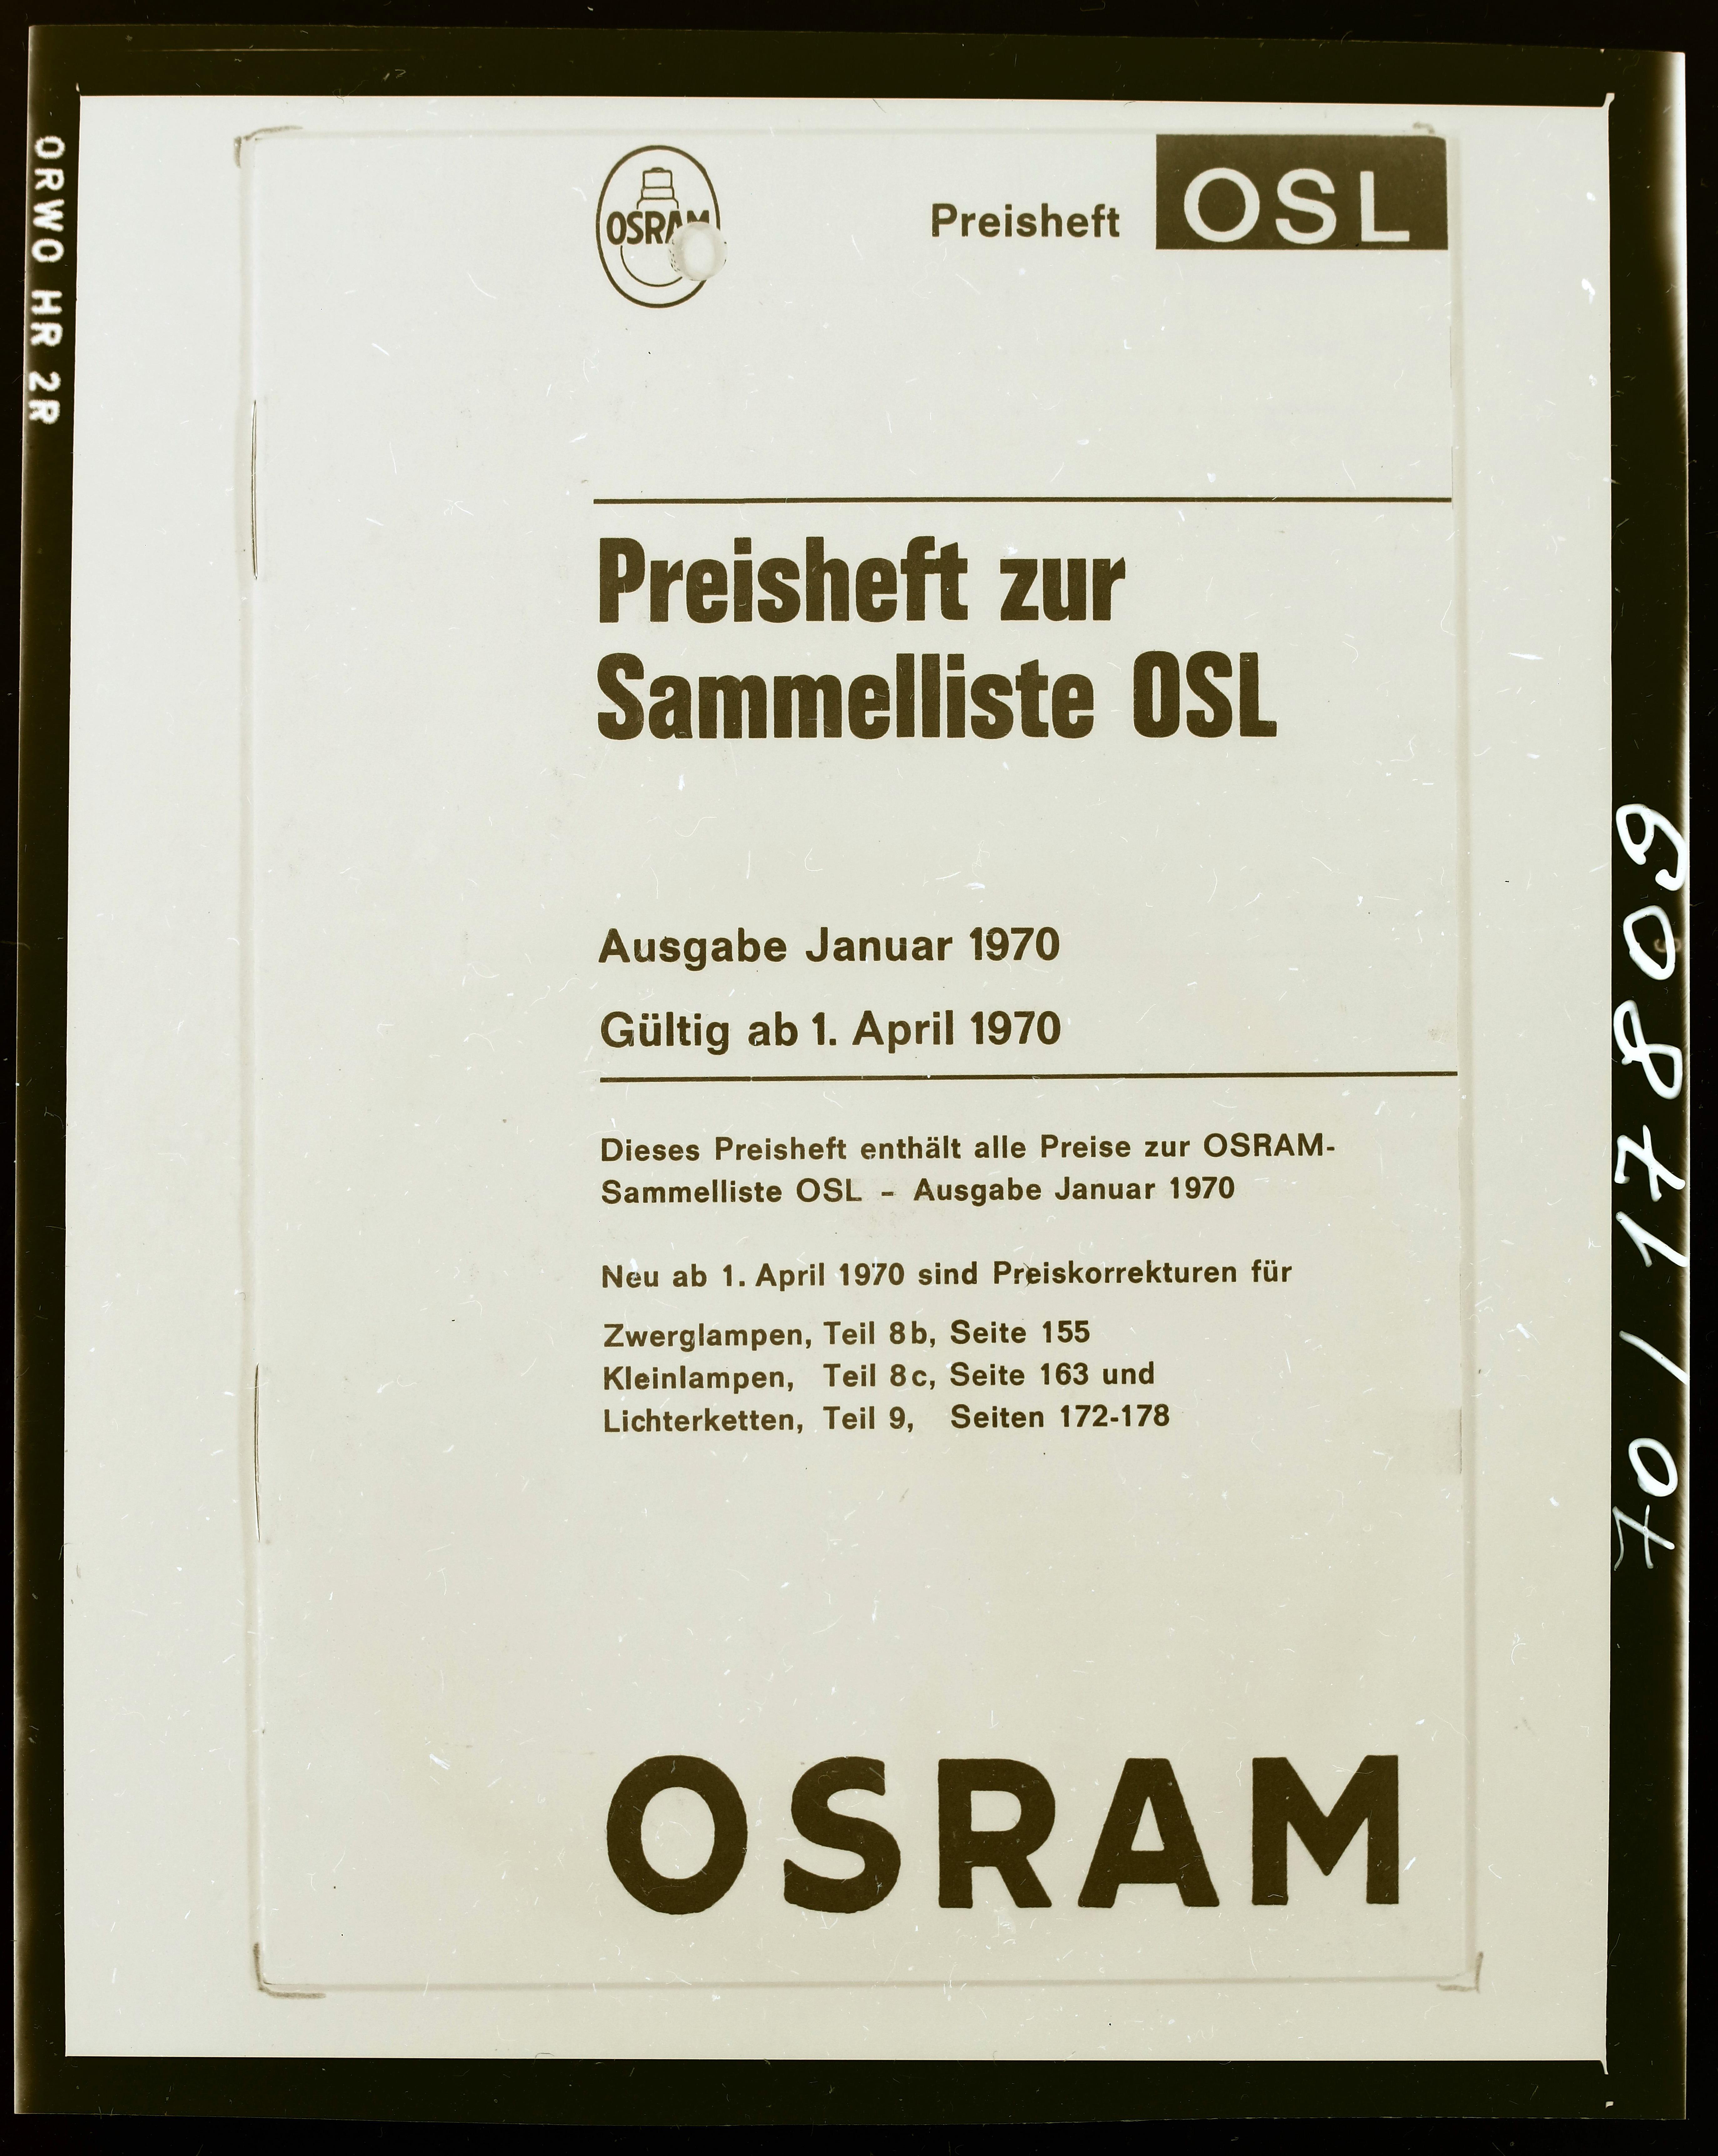 ORWO HR 2R
OSRAM
Preisheft OSL
Preisheft zur
Sammelliste OSL
Ausgabe Januar 1970
Gültig ab 1. April 1970
Dieses Preisheft enthält alle Preise zur OSRAM-
Sammelliste OSL - Ausgabe Januar 1970
Neu ab 1. April 1970 sind Preiskorrekturen für
Zwerglampen, Teil 8b, Seite 155
Kleinlampen, Teil 8c, Seite 163 und
Lichterketten, Teil 9, Seiten 172-178
OSRAM
70/17809